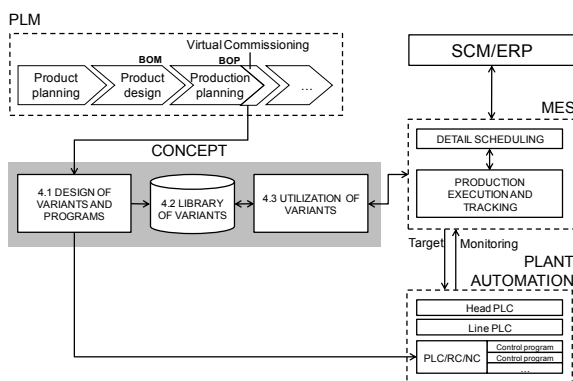 PLM
Virtual Commissioning
BOM
BOP
Product
planning
Product
design
Production
planning
...
SCM/ERP
MES
DETAIL SCHEDULING
PRODUCTION
EXECUTION AND
TRACKING
CONCEPT
4.1 DESIGN OF
VARIANTS AND
PROGRAMS
4.2 LIBRARY
OF VARIANTS
4.3 UTILIZATION OF
VARIANTS
Target
Monitoring
PLANT
AUTOMATION
Head PLC
Line PLC
PLC/RC/NC
Control program
Control program
...